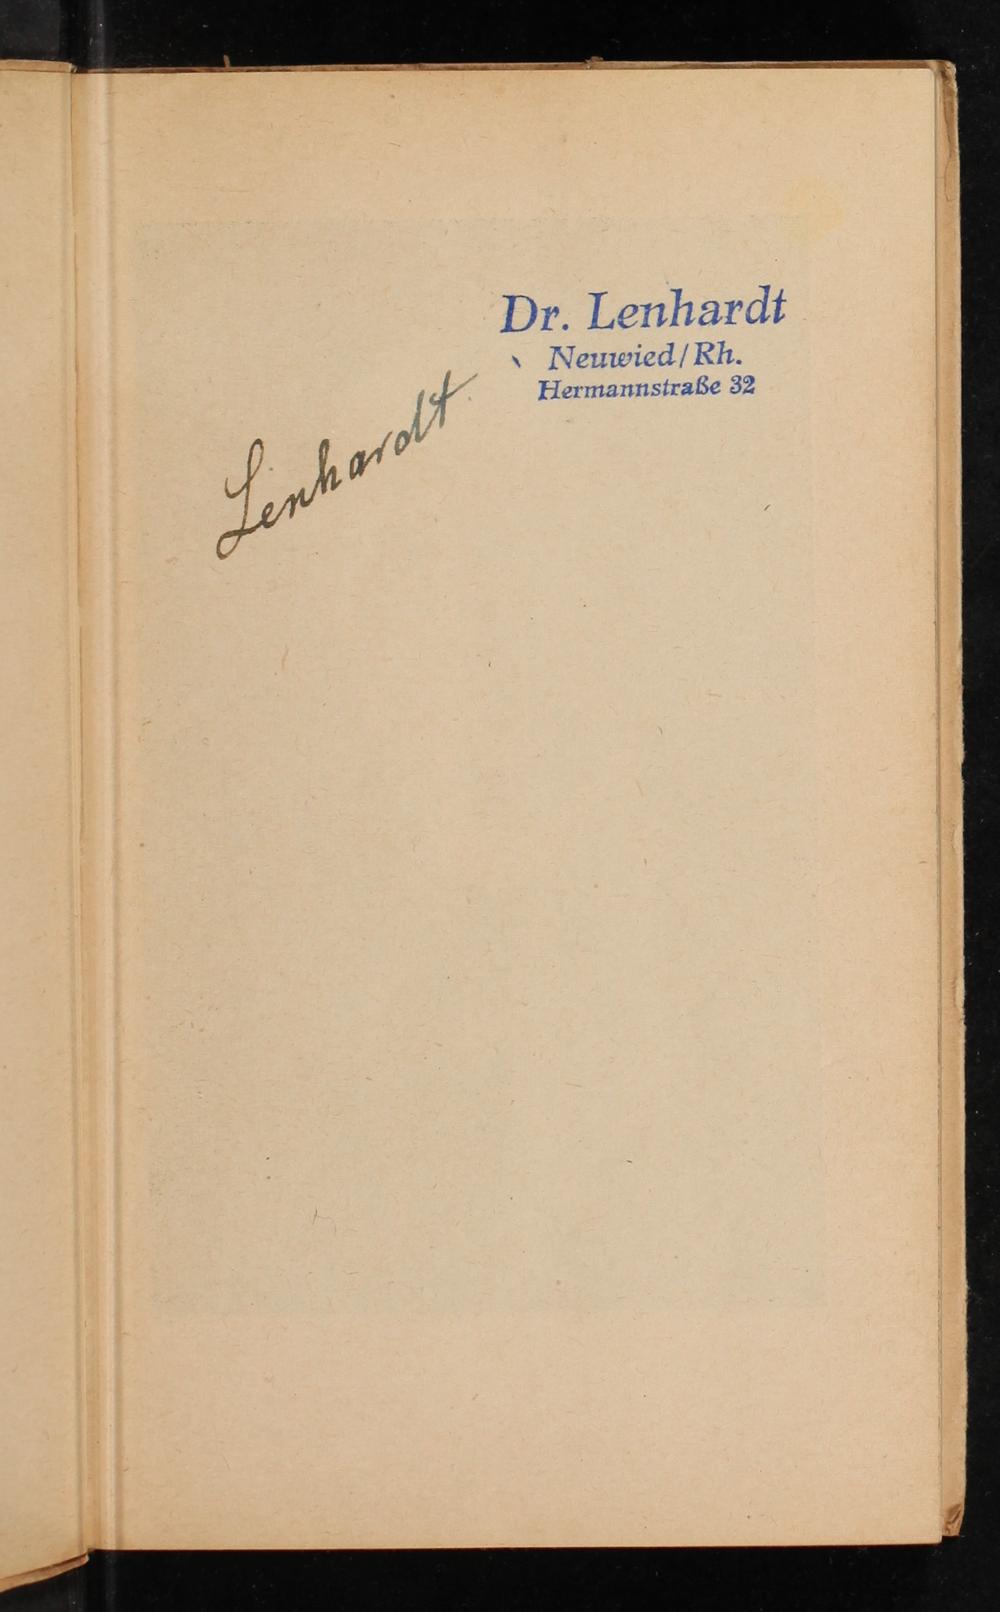 Dr. Lenhardt
Neuwied/Rh.
Hermannstraße 32
Lenhardt